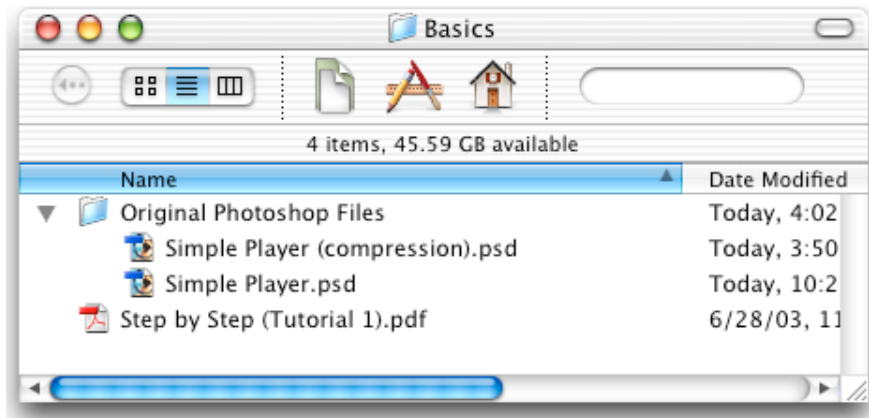 Basics
4 items, 45.59 GB available
Name Date Modified
Original Photoshop Files Today, 4:02
Simple Player (compression).psd Today, 3:50
Simple Player.psd Today, 10:2
Step by Step (Tutorial 1).pdf 6/28/03, 11